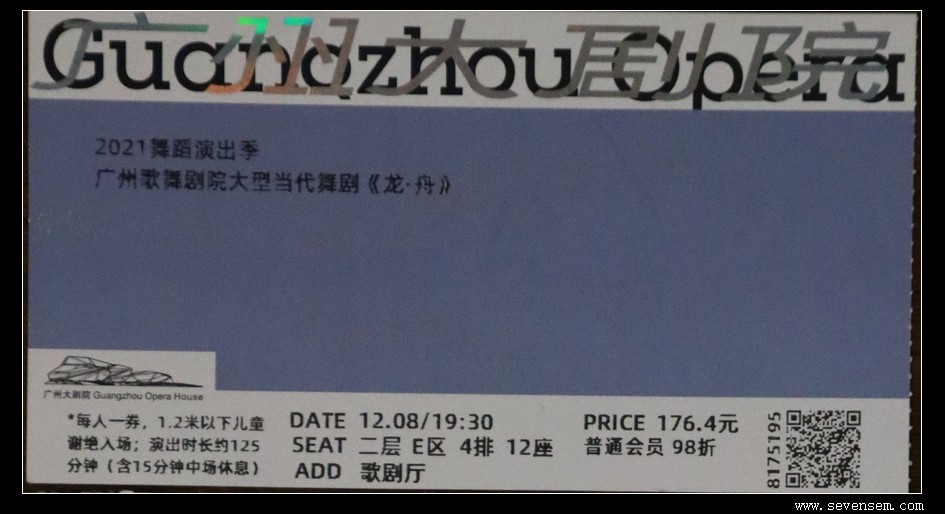 广州大剧院
Guangzhou Opera
2021舞蹈演出季
广州歌舞剧院大型当代舞剧《龙·舟》
广州大剧院 Guangzhou Opera House
*每人一券，1.2米以下儿童
谢绝入场；演出时长约125
分钟（含15分钟中场休息）
DATE 12.08/19:30
SEAT 二层 E区 4排 12座
ADD 歌剧厅
PRICE 176.4元
普通会员 98折
8175195
www.sevensem.com